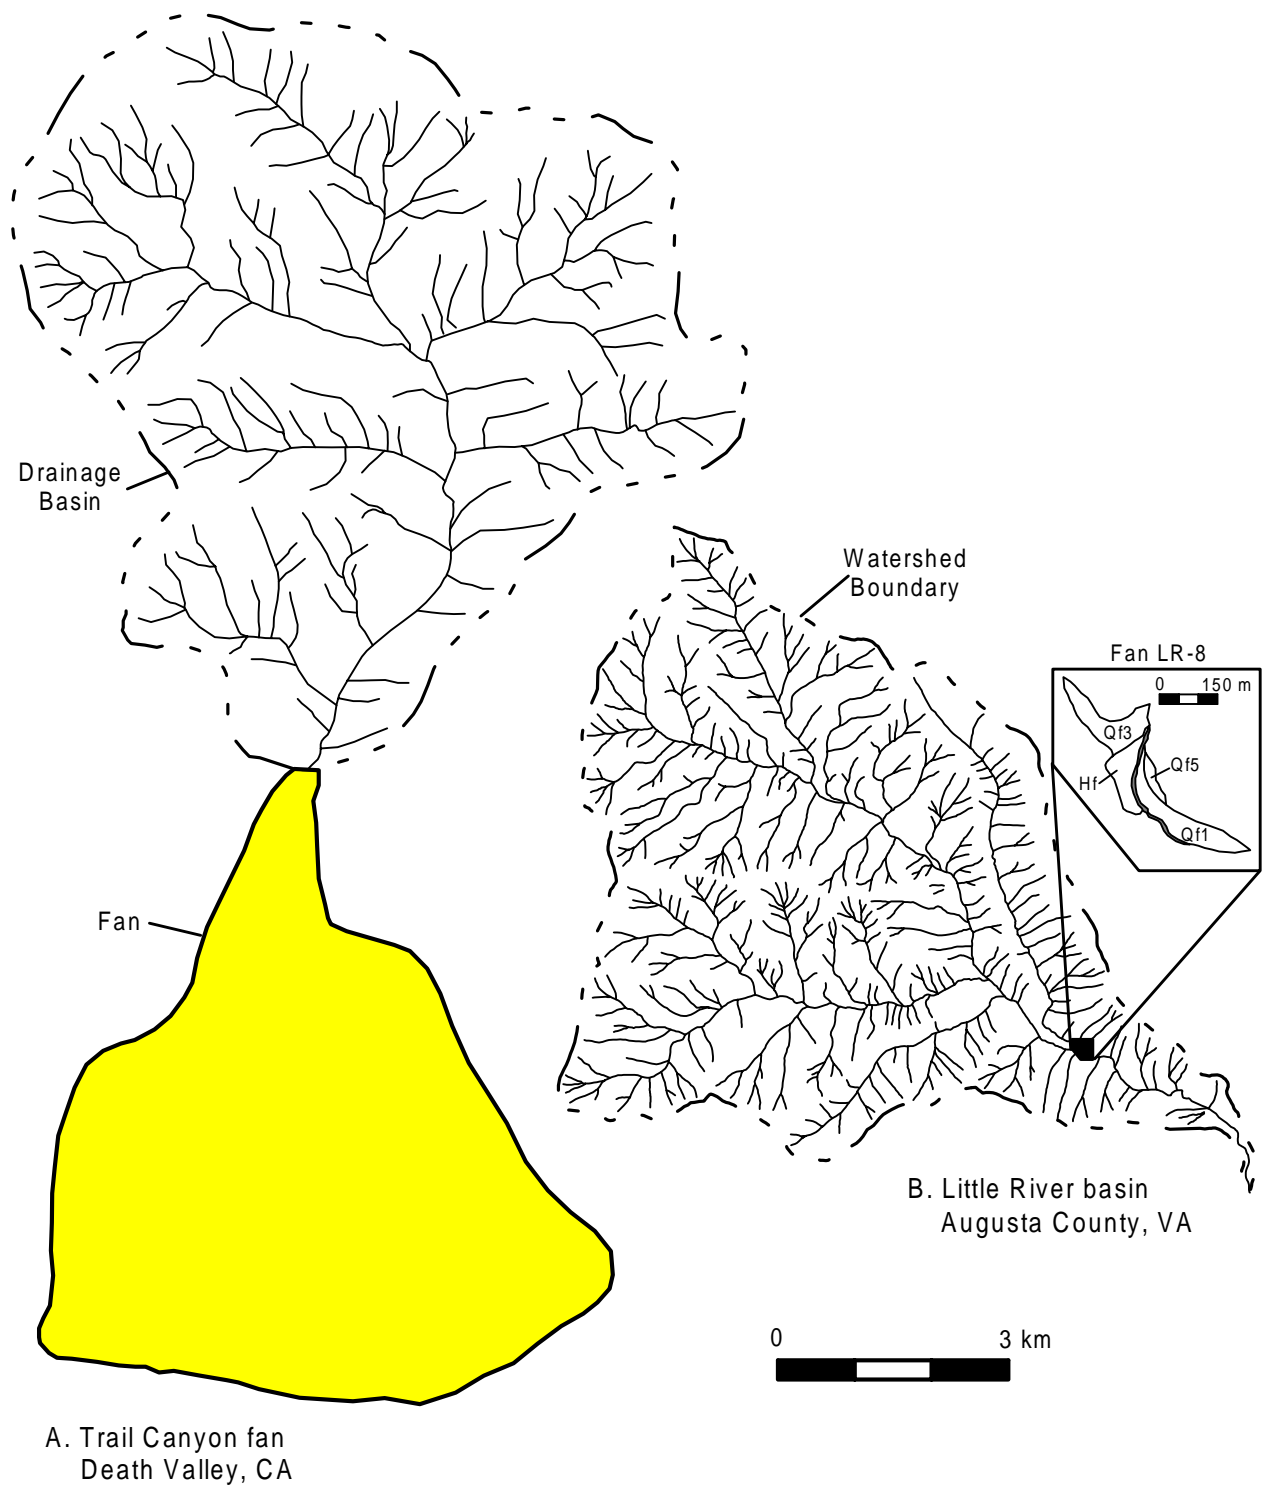 Drainage
Basin
Watershed
Boundary
Fan LR-8
0 150 m
Qf3
Qf5
Hf
Qf1
Fan
B. Little River basin
Augusta County, VA
0 3 km
A. Trail Canyon fan
Death Valley, CA